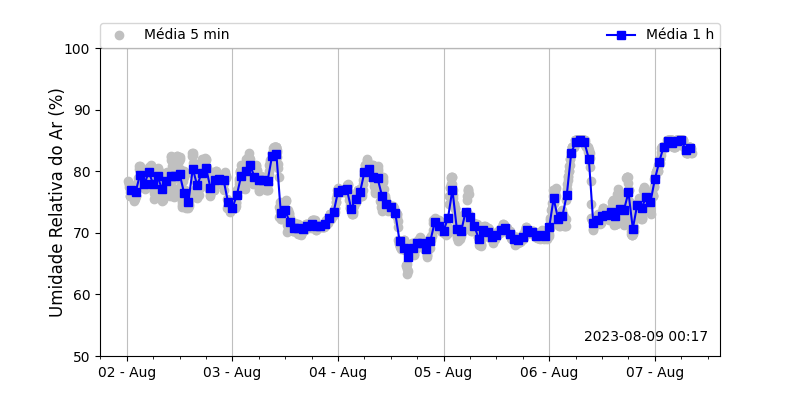 Média 5 min
Média 1 h
Umidade Relativa do Ar (%)
100
90
80
70
60
50
2023-08-09 00:17
02 - Aug
03 - Aug
04 - Aug
05 - Aug
06 - Aug
07 - Aug